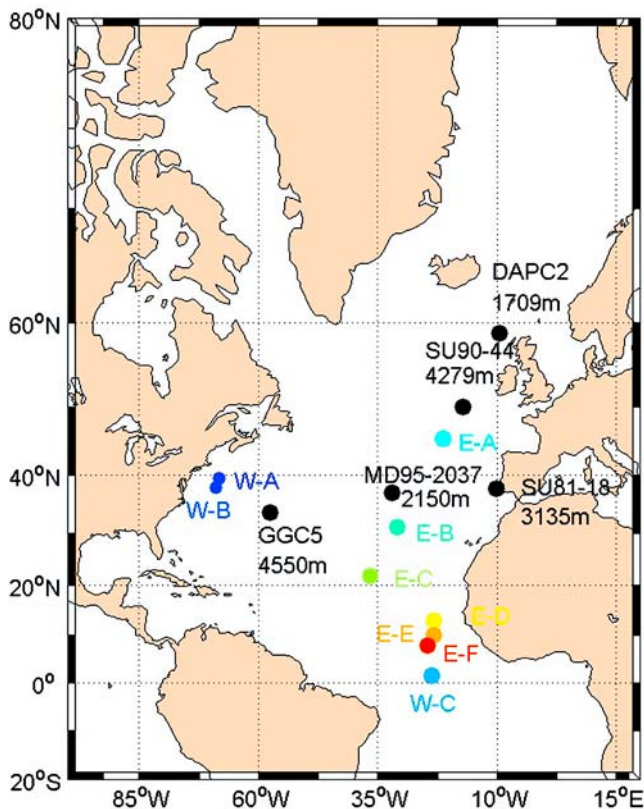 80°N
DAPC2
1709m
60°N
SU90-44
4279m
E-A
40°N
MD95-2037
2150m
SU81-18
3135m
W-A
W-B
GGC5
4550m
E-B
E-C
20°N
E-D
E-E
E-F
0°
W-C
20°S
85°W
60°W
35°W
10°W
15°E